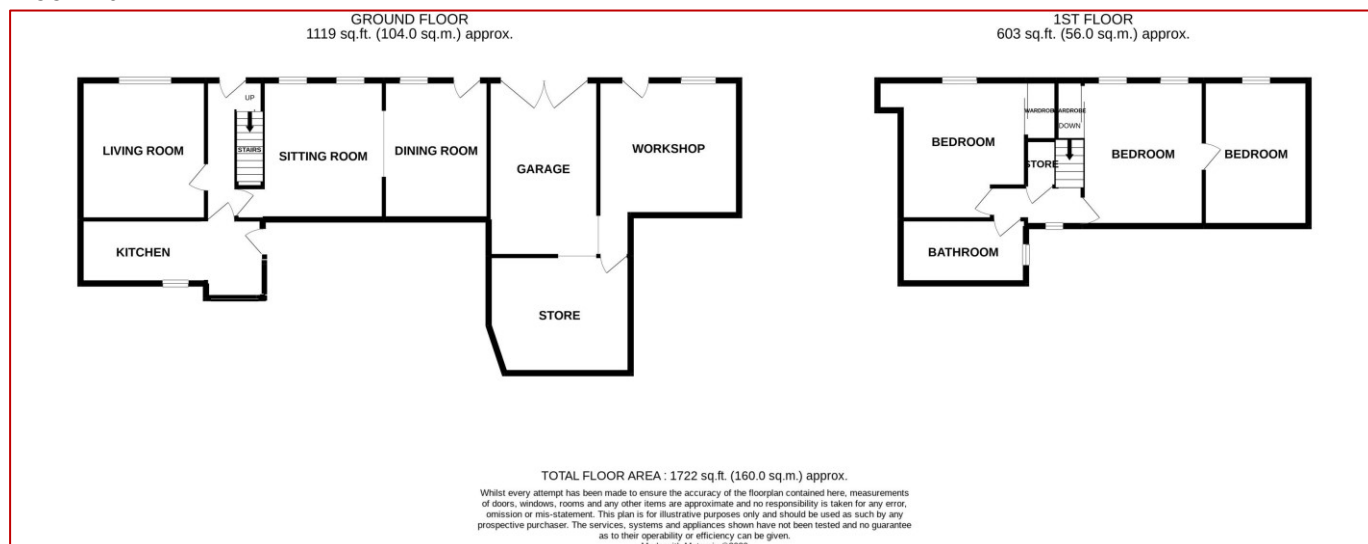 GROUND FLOOR
1119 sq.ft. (104.0 sq.m.) approx.
UP
STAIRS
LIVING ROOM
SITTING ROOM
DINING ROOM
GARAGE
WORKSHOP
KITCHEN
STORE
1ST FLOOR
603 sq.ft. (56.0 sq.m.) approx.
WARDROBE
WARDROBE
DOWN
BEDROOM
STORE
BEDROOM
BEDROOM
BATHROOM
TOTAL FLOOR AREA : 1722 sq.ft. (160.0 sq.m.) approx.
Whilst every attempt has been made to ensure the accuracy of the floorplan contained here, measurements
of doors, windows, rooms and any other items are approximate and no responsibility is taken for any error,
omission or mis-statement. This plan is for illustrative purposes only and should be used as such by any
prospective purchaser. The services, systems and appliances shown have not been tested and no guarantee
as to their operability or efficiency can be given.